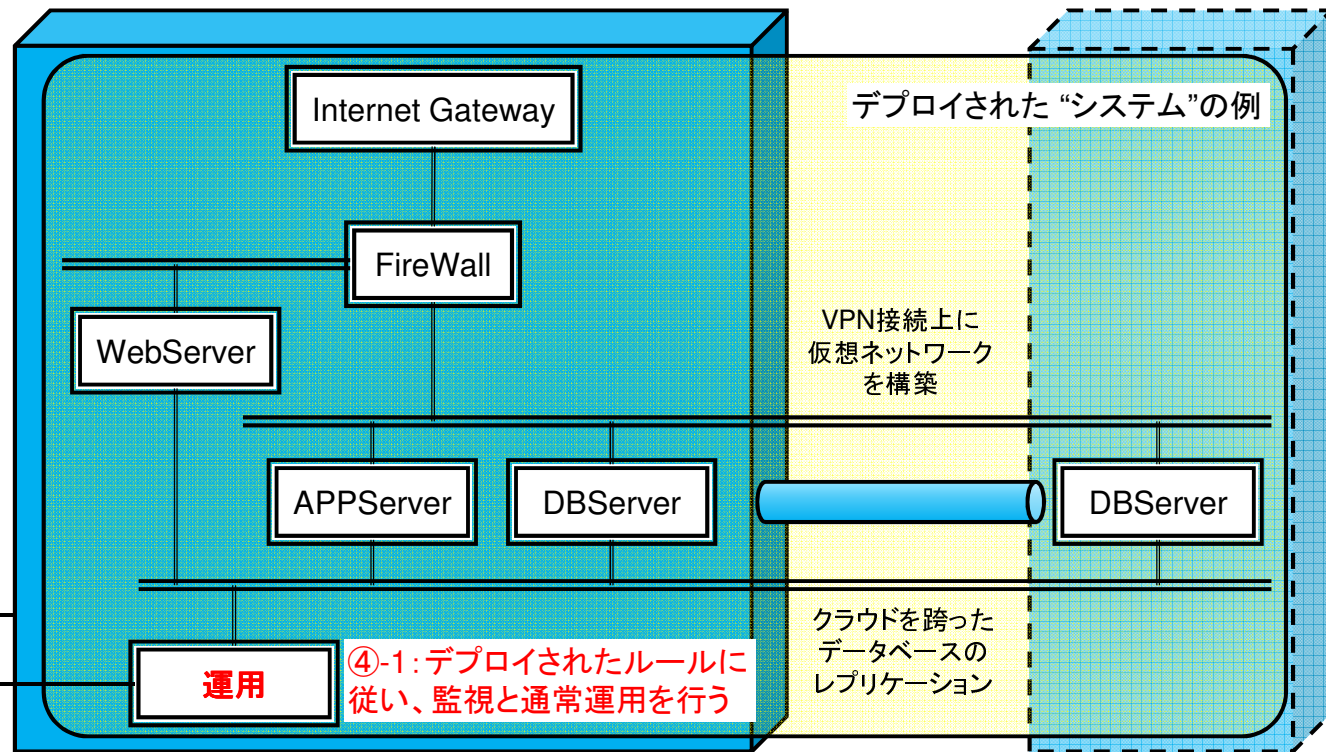 Internet Gateway
デプロイされた “システム”の例
FireWall
WebServer
VPN接続上に
仮想ネットワーク
を構築
APPServer
DBServer
DBServer
クラウドを跨った
データベースの
レプリケーション
運用
④-1:デプロイされたルールに
従い、監視と通常運用を行う